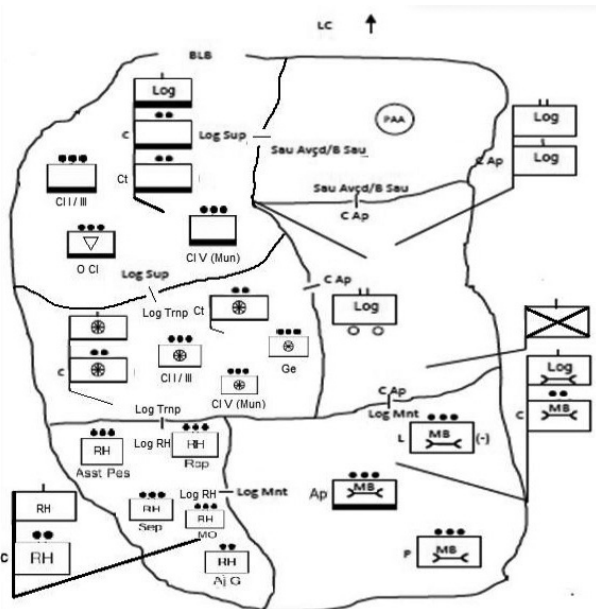 LC
BLB
Log
C
Ct
Log Sup
PAA
Sau Avçd/B Sau
Sau Avçd/B Sau
C Ap
Log
Log
C Ap
Cl I / III
O Cl
Cl V (Mun)
Log Sup
Log Trnp
Ct
C Ap
Log
C
Cl I / III
Ge
Cl V (Mun)
Log
C
MB
C Ap
Log Mnt
Log Trnp
Log RH
RH
Asst Pes
RH
Rop
L
MB
(-)
Log RH
Log Mnt
Ap
MB
RH
RH
Sep
RH
MO
C
RH
RH
Aj G
P
MB